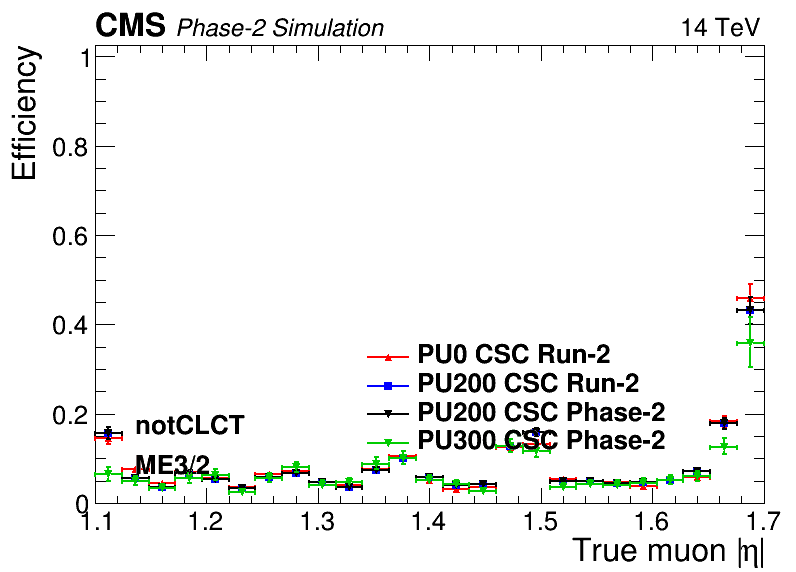 CMS Phase-2 Simulation 14 TeV
Efficiency
1
0.8
0.6
0.4
0.2
0
PU0 CSC Run-2
PU200 CSC Run-2
PU200 CSC Phase-2
PU300 CSC Phase-2
notCLCT
ME3/2
1.1 1.2 1.3 1.4 1.5 1.6 1.7
True muon |η|